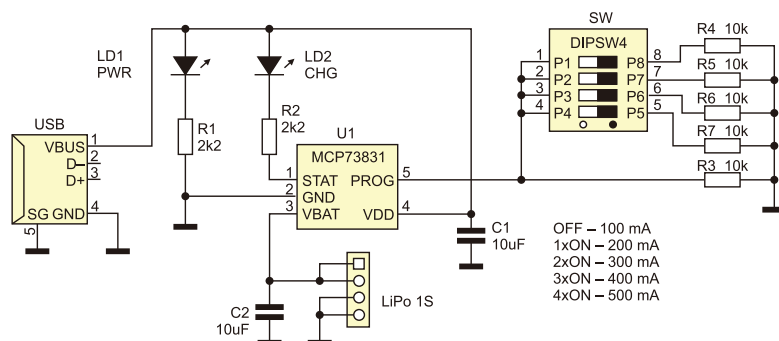 SW
DIPSW4
1 P1 P8 8
2 P2 P7 7
3 P3 P6 6
4 P4 P5 5
R4 10k
R5 10k
R6 10k
R7 10k
R3 10k
LD1
PWR
LD2
CHG
R1
2k2
R2
2k2
USB
VBUS 1
D– 2
D+ 3
SG GND 4
5
U1
MCP73831
1 STAT PROG 5
2 GND
3 VBAT VDD 4
C1
10uF
C2
10uF
LiPo 1S
OFF – 100 mA
1xON – 200 mA
2xON – 300 mA
3xON – 400 mA
4xON – 500 mA